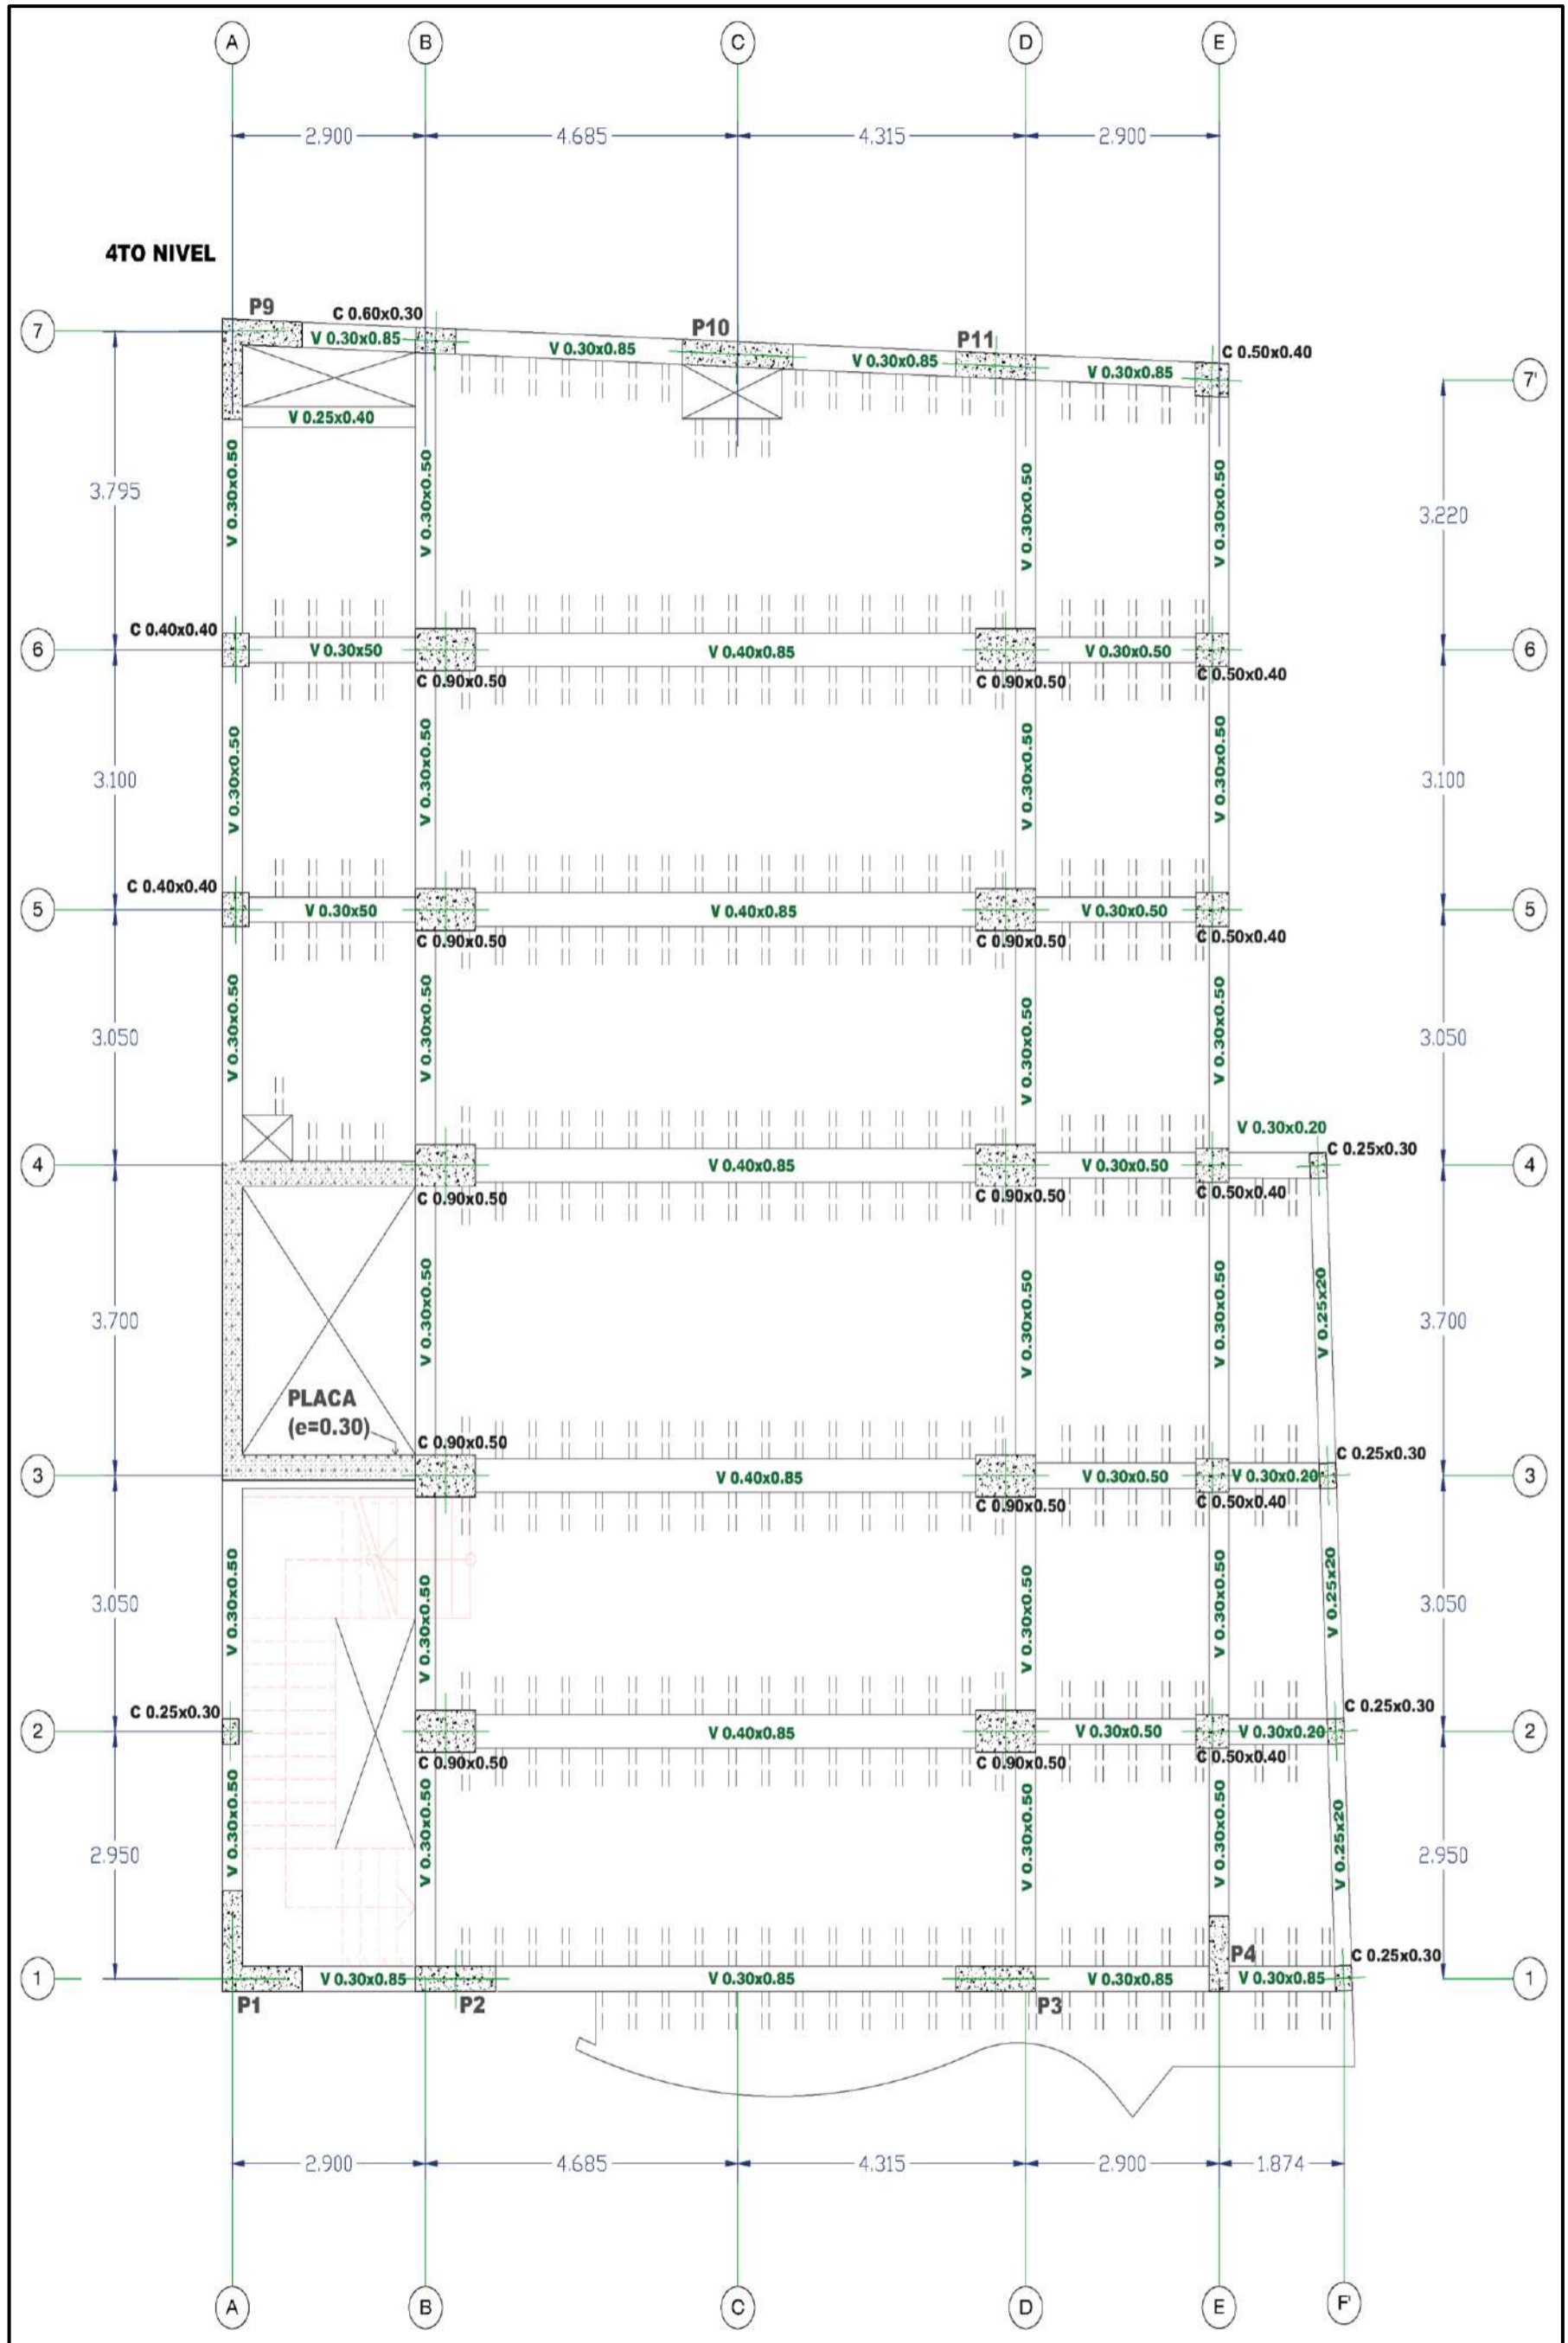 A B C D E
2.900 4.685 4.315 2.900
4TO NIVEL
P9
C 0.60x0.30
7
V 0.30x0.85
P10
V 0.30x0.85
P11
V 0.30x0.85
C 0.50x0.40
V 0.30x0.85
7'
V 0.25x0.40
3.795
V 0.30x0.50
V 0.30x0.50
V 0.30x0.50
V 0.30x0.50
3.220
C 0.40x0.40
6
V 0.30x50
V 0.40x0.85
V 0.30x0.50
6
C 0.90x0.50
C 0.90x0.50
C 0.50x0.40
3.100
V 0.30x0.50
V 0.30x0.50
V 0.30x0.50
V 0.30x0.50
3.100
C 0.40x0.40
5
V 0.30x50
V 0.40x0.85
V 0.30x0.50
5
C 0.90x0.50
C 0.90x0.50
C 0.50x0.40
3.050
V 0.30x0.50
V 0.30x0.50
V 0.30x0.50
V 0.30x0.50
3.050
V 0.30x0.20
C 0.25x0.30
4
V 0.40x0.85
V 0.30x0.50
4
C 0.90x0.50
C 0.90x0.50
C 0.50x0.40
3.700
V 0.30x0.50
V 0.30x0.50
V 0.30x0.50
V 0.25x20
3.700
PLACA
(e=0.30)
C 0.90x0.50
C 0.25x0.30
3
V 0.40x0.85
V 0.30x0.50
V 0.30x0.20
3
C 0.90x0.50
C 0.50x0.40
3.050
V 0.30x0.50
V 0.30x0.50
V 0.30x0.50
V 0.30x0.50
V 0.25x20
3.050
C 0.25x0.30
C 0.25x0.30
2
V 0.40x0.85
V 0.30x0.50
V 0.30x0.20
2
C 0.90x0.50
C 0.90x0.50
C 0.50x0.40
2.950
V 0.30x0.50
V 0.30x0.50
V 0.30x0.50
V 0.30x0.50
V 0.25x20
2.950
P4
C 0.25x0.30
1
V 0.30x0.85
V 0.30x0.85
V 0.30x0.85
V 0.30x0.85
1
P1
P2
P3
2.900 4.685 4.315 2.900 1.874
A B C D E F'